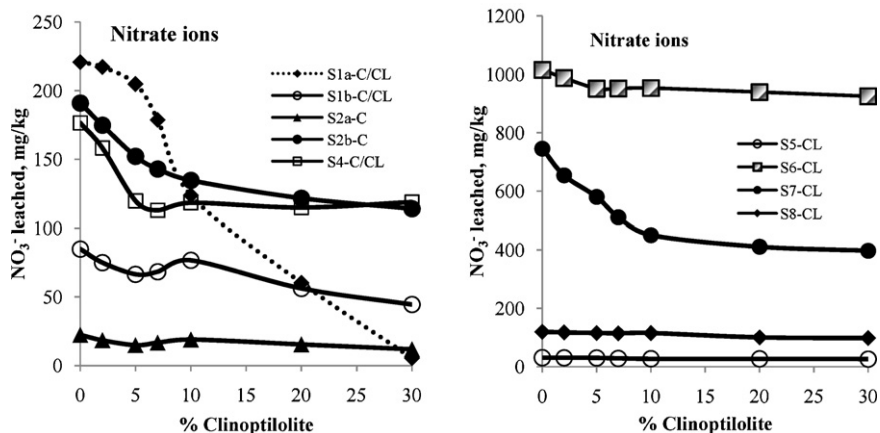 Nitrate ions
S1a-C/CL
S1b-C/CL
S2a-C
S2b-C
S4-C/CL
NO₃⁻ leached, mg/kg
250
200
150
100
50
0
0 5 10 15 20 25 30
% Clinoptilolite
Nitrate ions
S5-CL
S6-CL
S7-CL
S8-CL
NO₃⁻ leached, mg/kg
1200
1000
800
600
400
200
0
0 5 10 15 20 25 30
% Clinoptilolite